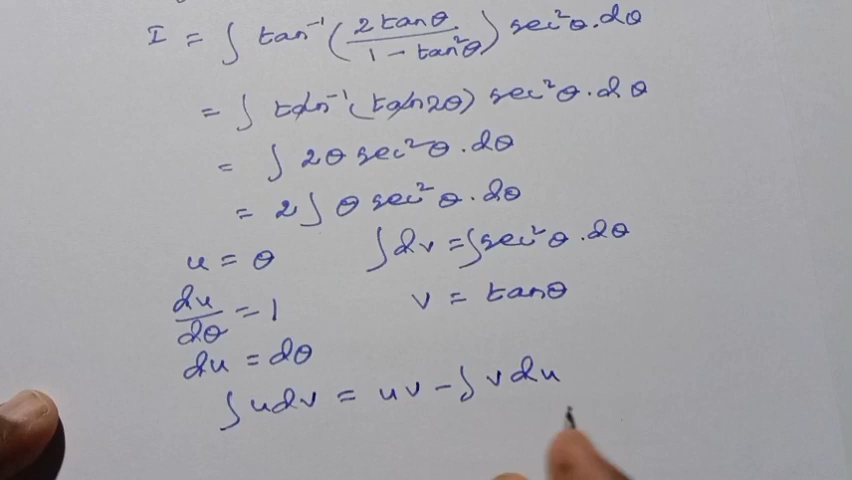 I = ∫ tan⁻¹ (2tanθ / 1 - tan²θ) sec²θ.dθ
= ∫ tan⁻¹ (tan2θ) sec²θ.dθ
= ∫ 2θ sec²θ.dθ
= 2∫ θ sec²θ.dθ
u = θ ∫dv = ∫sec²θ.dθ
du/dθ = 1 v = tanθ
du = dθ
∫udv = uv - ∫vdu